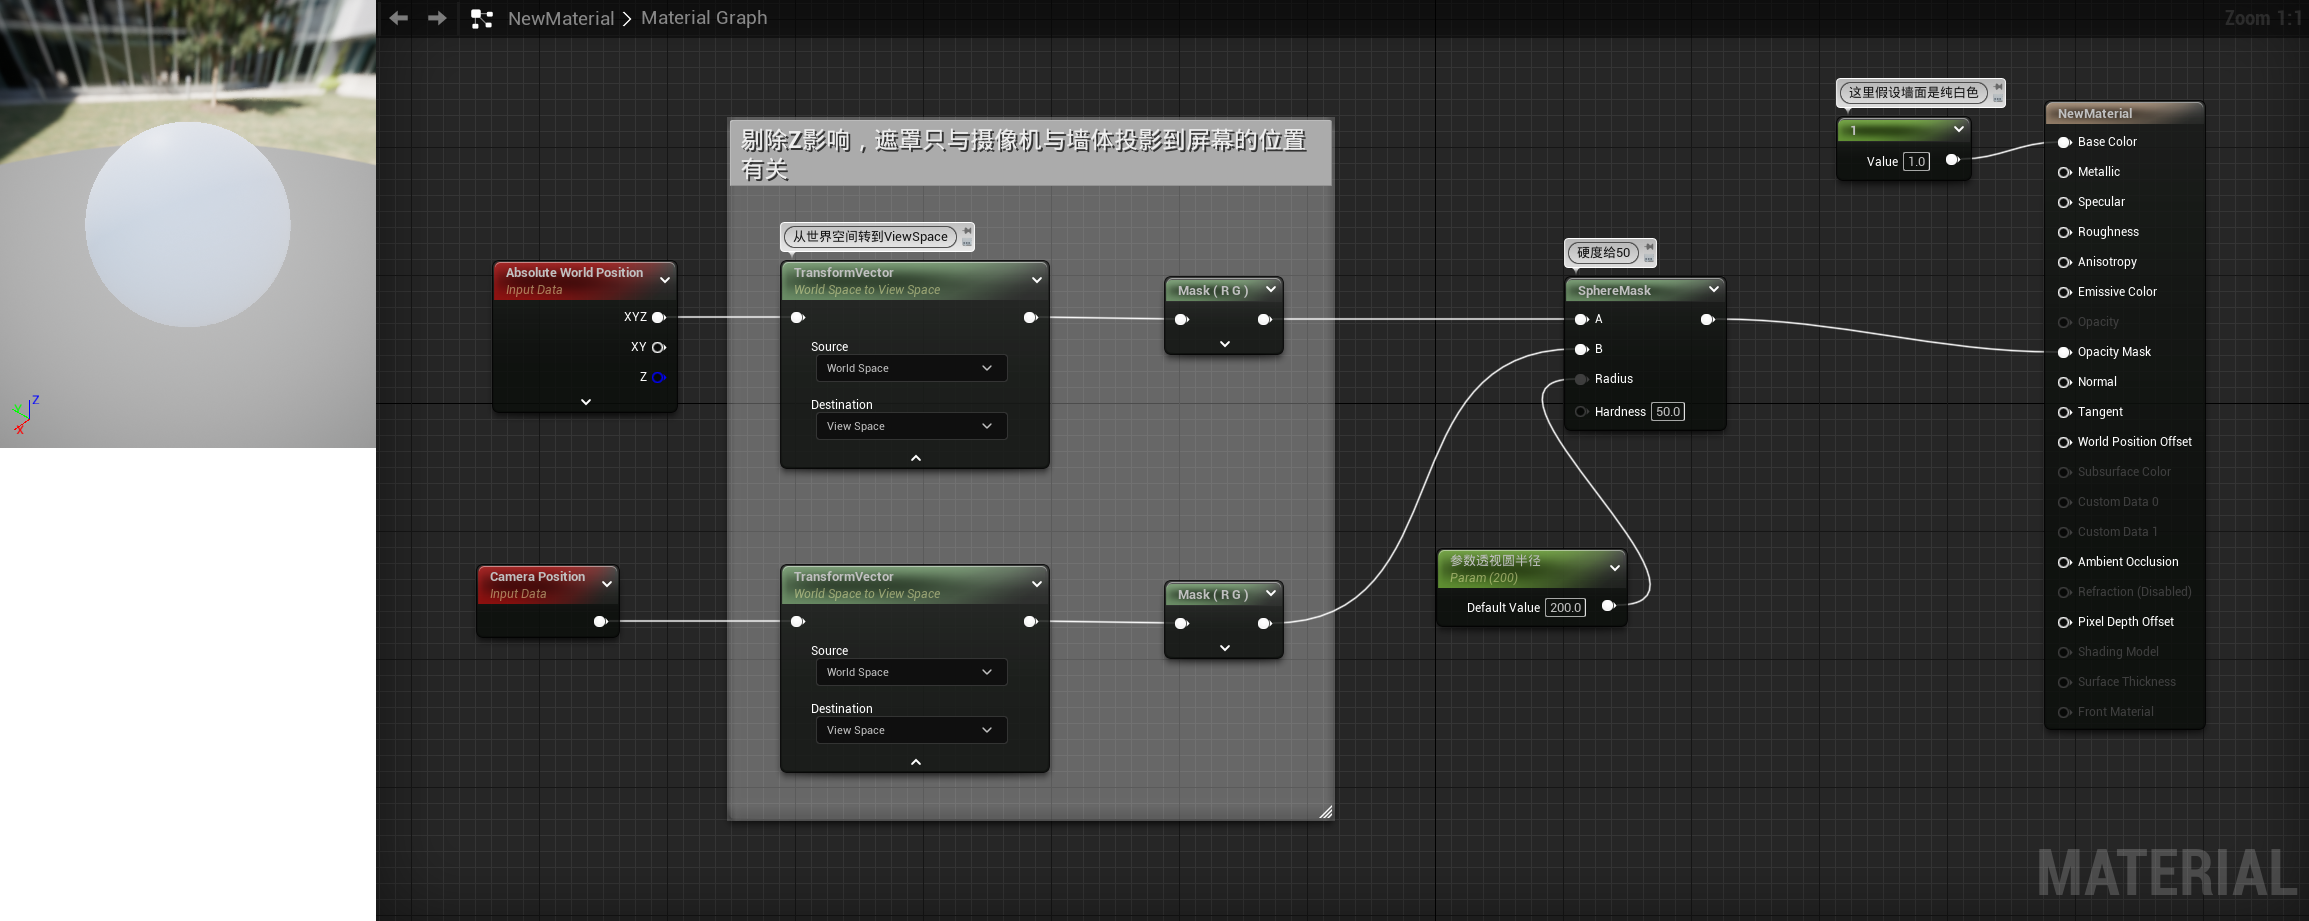 NewMaterial > Material Graph
Zoom 1:1
这里假设墙面是纯白色
1
Value 1.0
NewMaterial
Base Color
Metallic
Specular
Roughness
Anisotropy
Emissive Color
Opacity
Opacity Mask
Normal
Tangent
World Position Offset
Subsurface Color
Custom Data 0
Custom Data 1
Ambient Occlusion
Refraction (Disabled)
Pixel Depth Offset
Shading Model
Surface Thickness
Front Material
剔除Z影响，遮罩只与摄像机与墙体投影到屏幕的位置
有关
从世界空间转到ViewSpace
Absolute World Position
Input Data
XYZ
XY
Z
TransformVector
World Space to View Space
Source
World Space
Destination
View Space
Mask ( R G )
硬度给50
SphereMask
A
B
Radius
Hardness 50.0
Camera Position
Input Data
TransformVector
World Space to View Space
Source
World Space
Destination
View Space
Mask ( R G )
参数透视圆半径
Param (200)
Default Value 200.0
Z
Y
X
MATERIAL